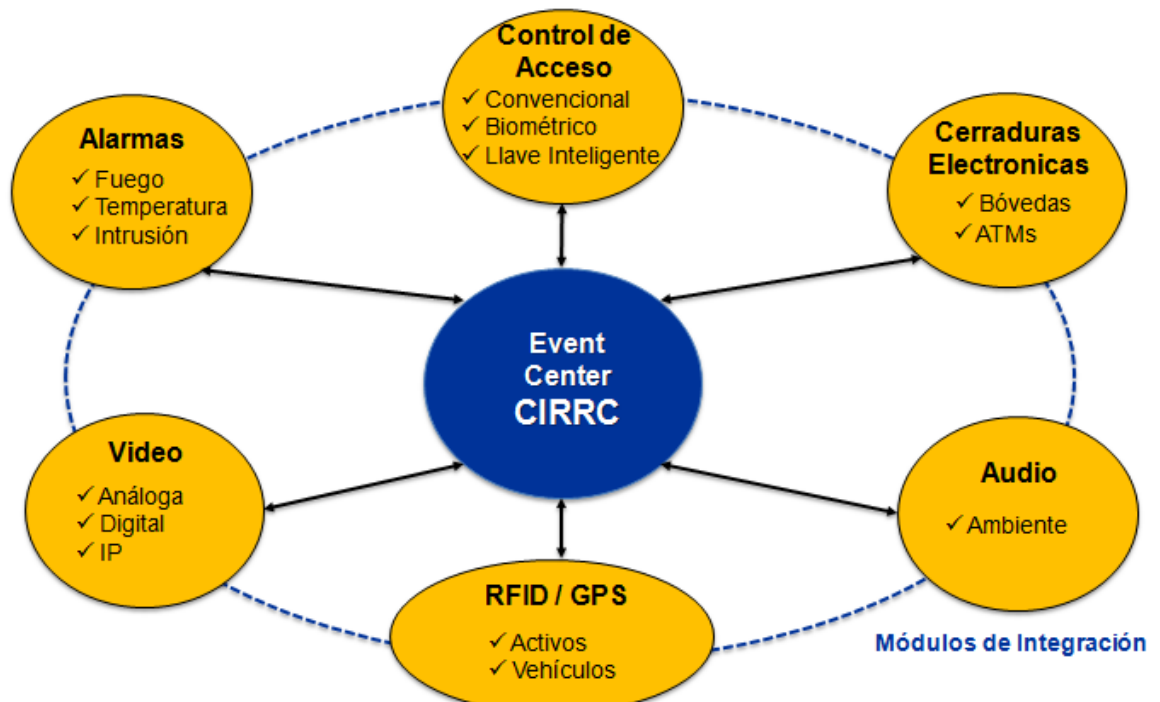 Control de
Acceso
✓ Convencional
✓ Biométrico
✓ Llave Inteligente
Alarmas
✓ Fuego
✓ Temperatura
✓ Intrusión
Cerraduras
Electronicas
✓ Bóvedas
✓ ATMs
Event
Center
CIRRC
Video
✓ Análoga
✓ Digital
✓ IP
Audio
✓ Ambiente
RFID / GPS
✓ Activos
✓ Vehículos
Módulos de Integración